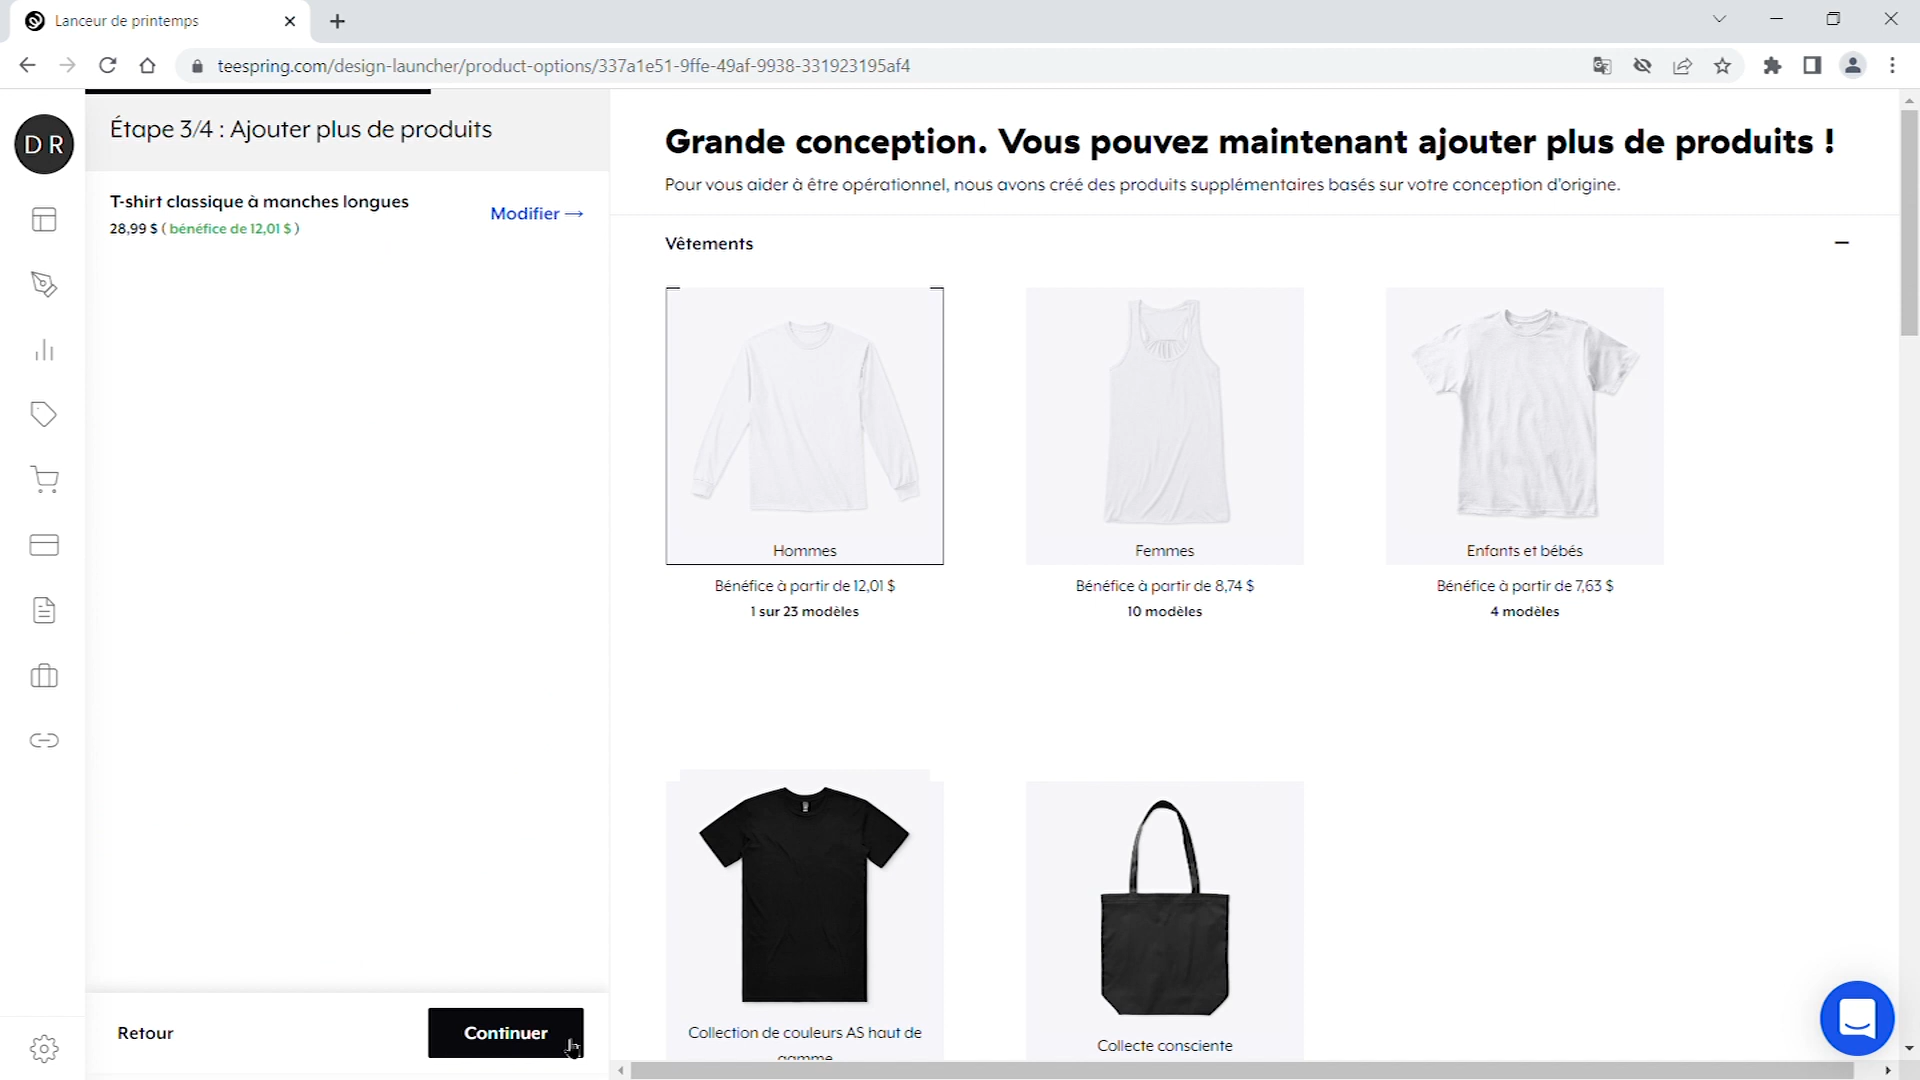 Lanceur de printemps
teespring.com/design-launcher/product-options/337a1e51-9ffe-49af-9938-331923195af4
D R
Étape 3/4 : Ajouter plus de produits
T-shirt classique à manches longues
28,99 $ ( bénéfice de 12,01 $ )
Modifier →
Retour
Continuer
Grande conception. Vous pouvez maintenant ajouter plus de produits !
Pour vous aider à être opérationnel, nous avons créé des produits supplémentaires basés sur votre conception d'origine.
Vêtements
Hommes
Bénéfice à partir de 12,01 $
1 sur 23 modèles
Femmes
Bénéfice à partir de 8,74 $
10 modèles
Enfants et bébés
Bénéfice à partir de 7,63 $
4 modèles
Collection de couleurs AS haut de
gamme
Collecte consciente